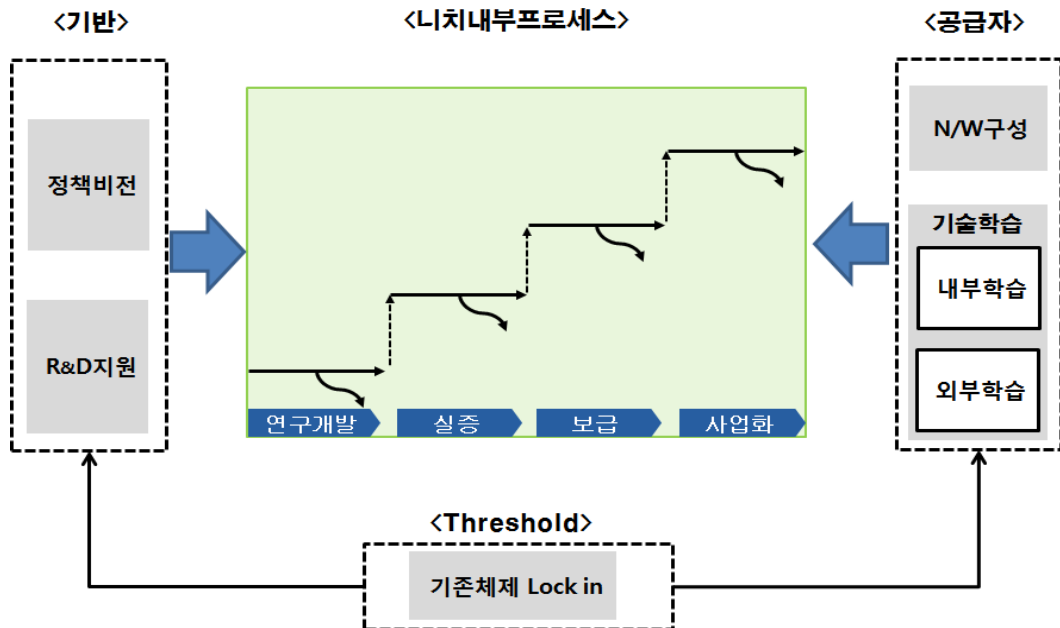 <기반>
<니치내부프로세스>
<공급자>
정책비전
R&D지원
연구개발
실증
보급
사업화
N/W구성
기술학습
내부학습
외부학습
<Threshold>
기존체제 Lock in